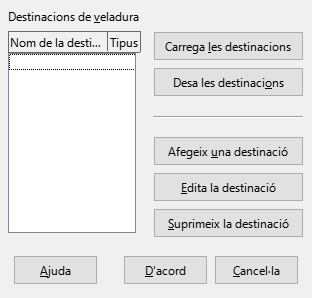 Destinacions de veladura
Nom de la desti... Tipus
Carrega les destinacions
Desa les destinacions
Afegeix una destinació
Edita la destinació
Suprimeix la destinació
Ajuda D'acord Cancel·la